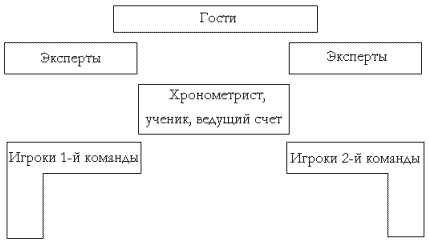 Гости
Эксперты
Эксперты
Хронометрист,
ученик, ведущий счет
Игроки 1-й команды
Игроки 2-й команды